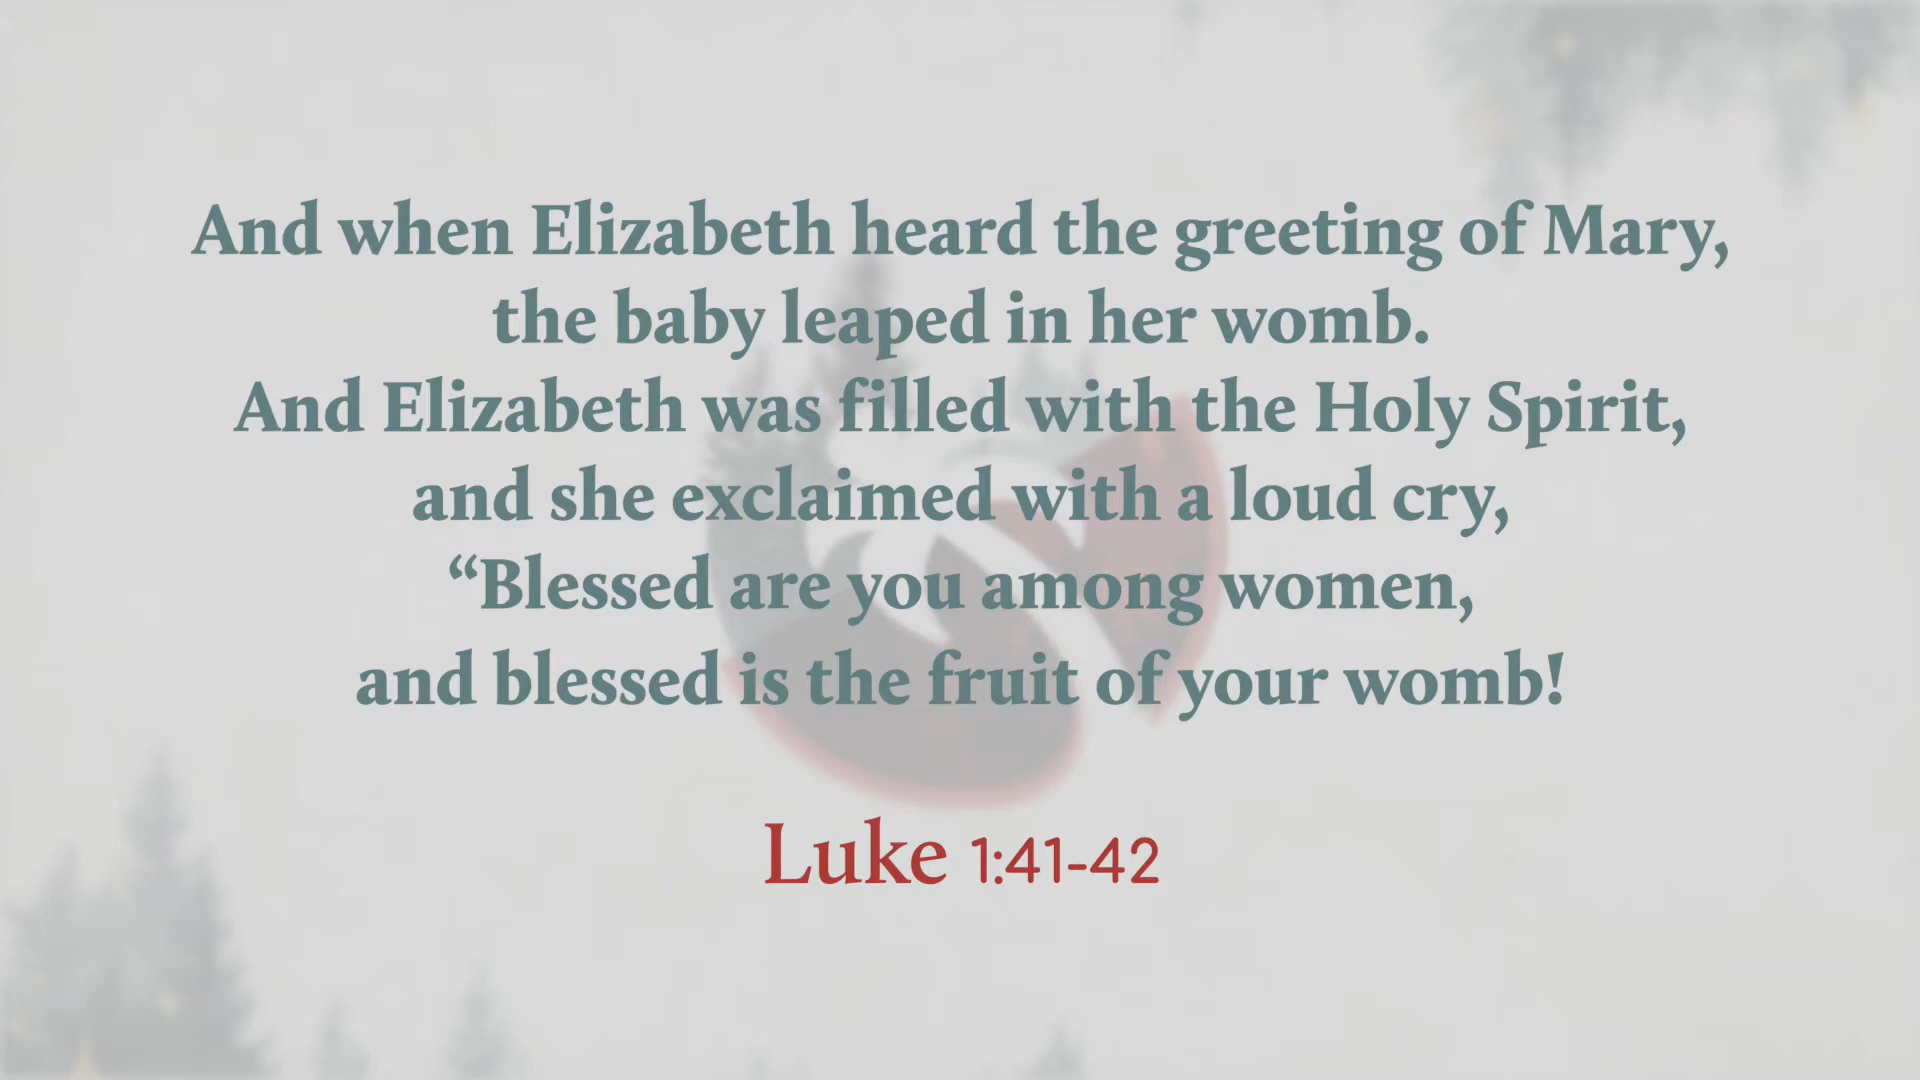 And when Elizabeth heard the greeting of Mary,
the baby leaped in her womb.
And Elizabeth was filled with the Holy Spirit,
and she exclaimed with a loud cry,
“Blessed are you among women,
and blessed is the fruit of your womb!
Luke 1:41-42